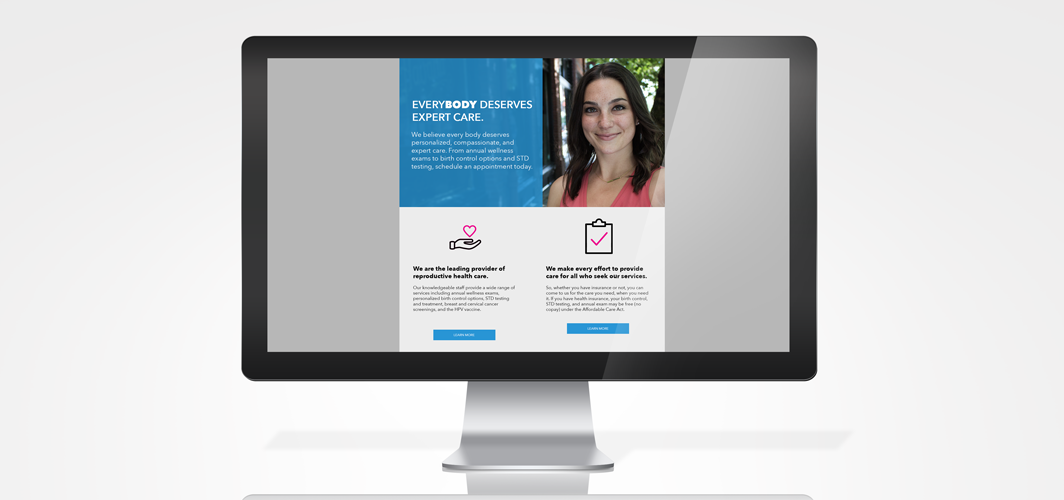 EVERYBODY DESERVES
EXPERT CARE.
We believe every body deserves
personalized, compassionate, and
expert care. From annual wellness
exams to birth control options and STD
testing, schedule an appointment today.
We are the leading provider of
reproductive health care.
Our knowledgeable staff provide a wide range of
services including annual wellness exams,
personalized birth control options, STD testing
and treatment, breast and cervical cancer
screenings, and the HPV vaccine.
LEARN MORE
We make every effort to provide
care for all who seek our services.
So, whether you have insurance or not, you can
come to us for the care you need, when you need
it. If you have health insurance, your birth control,
STD testing, and annual exam may be free (no
copay) under the Affordable Care Act.
LEARN MORE